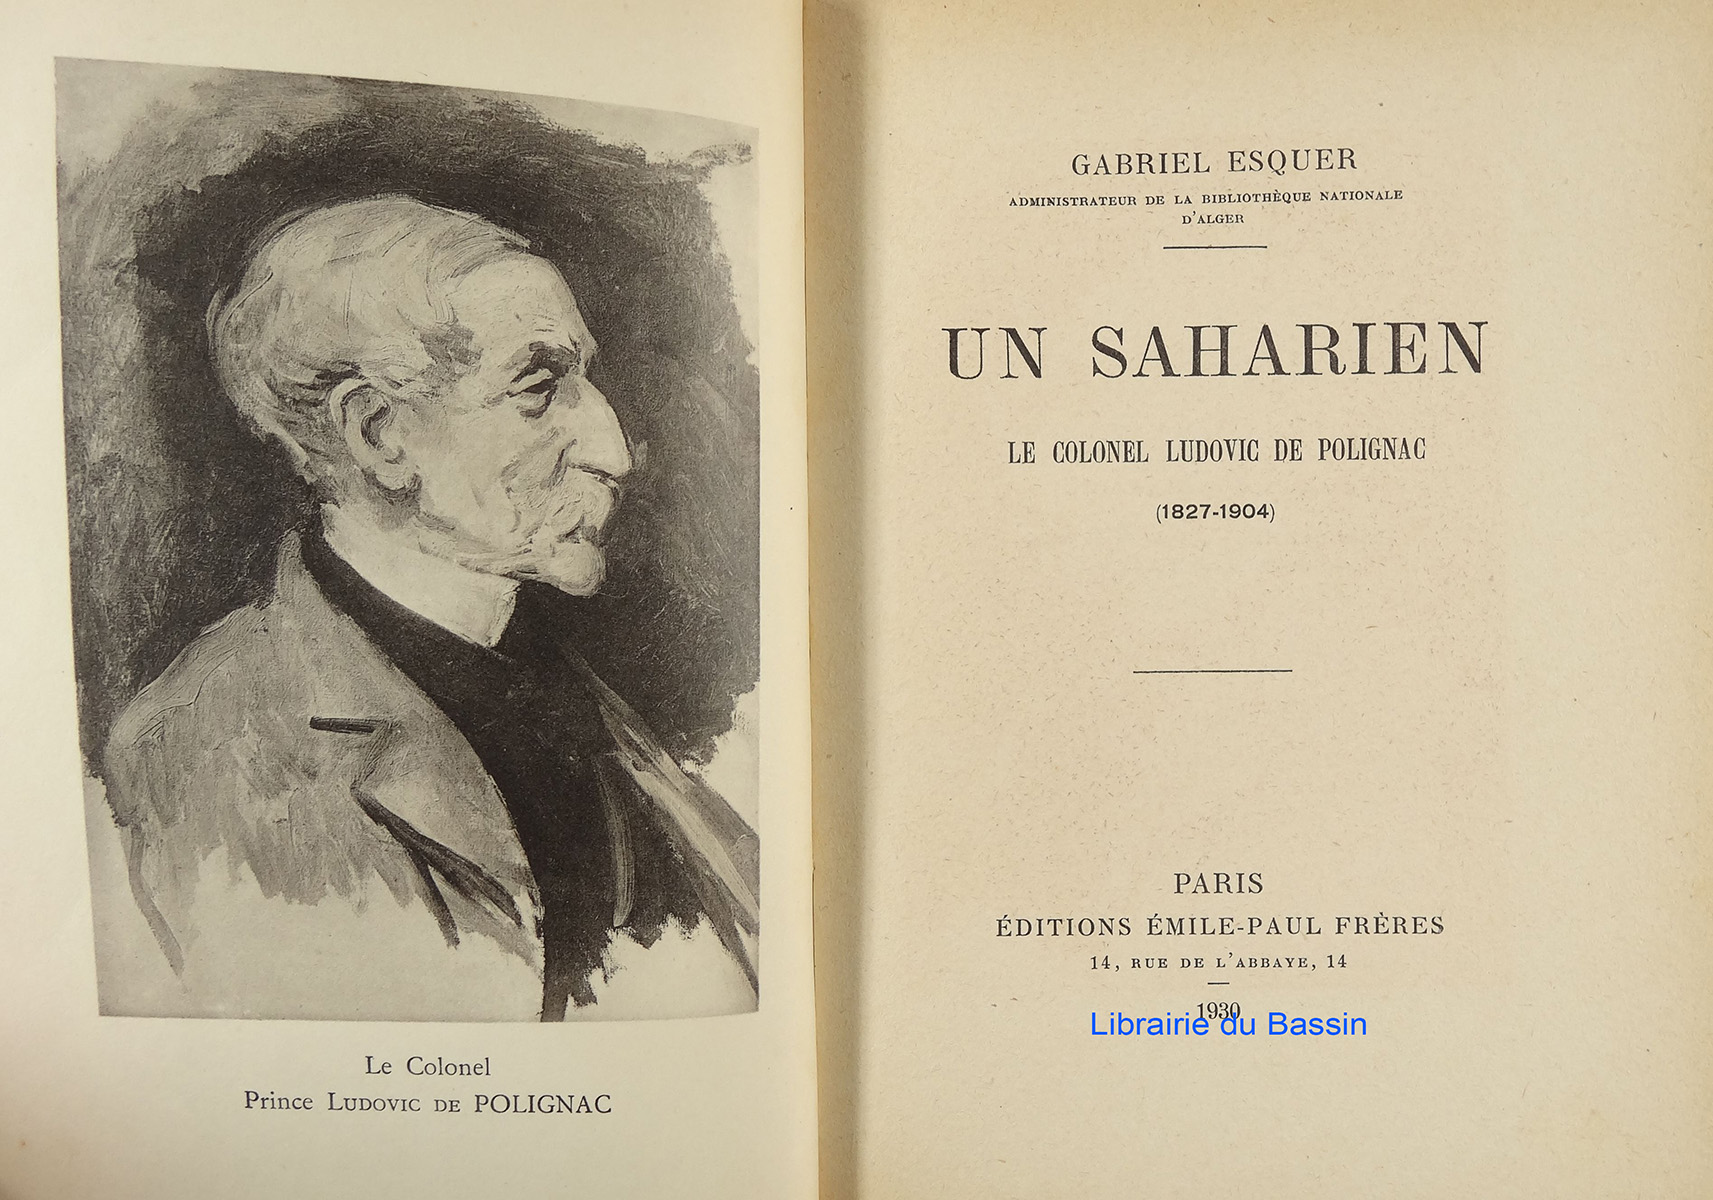 Le Colonel
Prince LUDOVIC DE POLIGNAC
GABRIEL ESQUER
ADMINISTRATEUR DE LA BIBLIOTHÈQUE NATIONALE
D'ALGER
UN SAHARIEN
LE COLONEL LUDOVIC DE POLIGNAC
(1827-1904)
PARIS
ÉDITIONS ÉMILE-PAUL FRÈRES
14, RUE DE L'ABBAYE, 14
1930
Librairie du Bassin